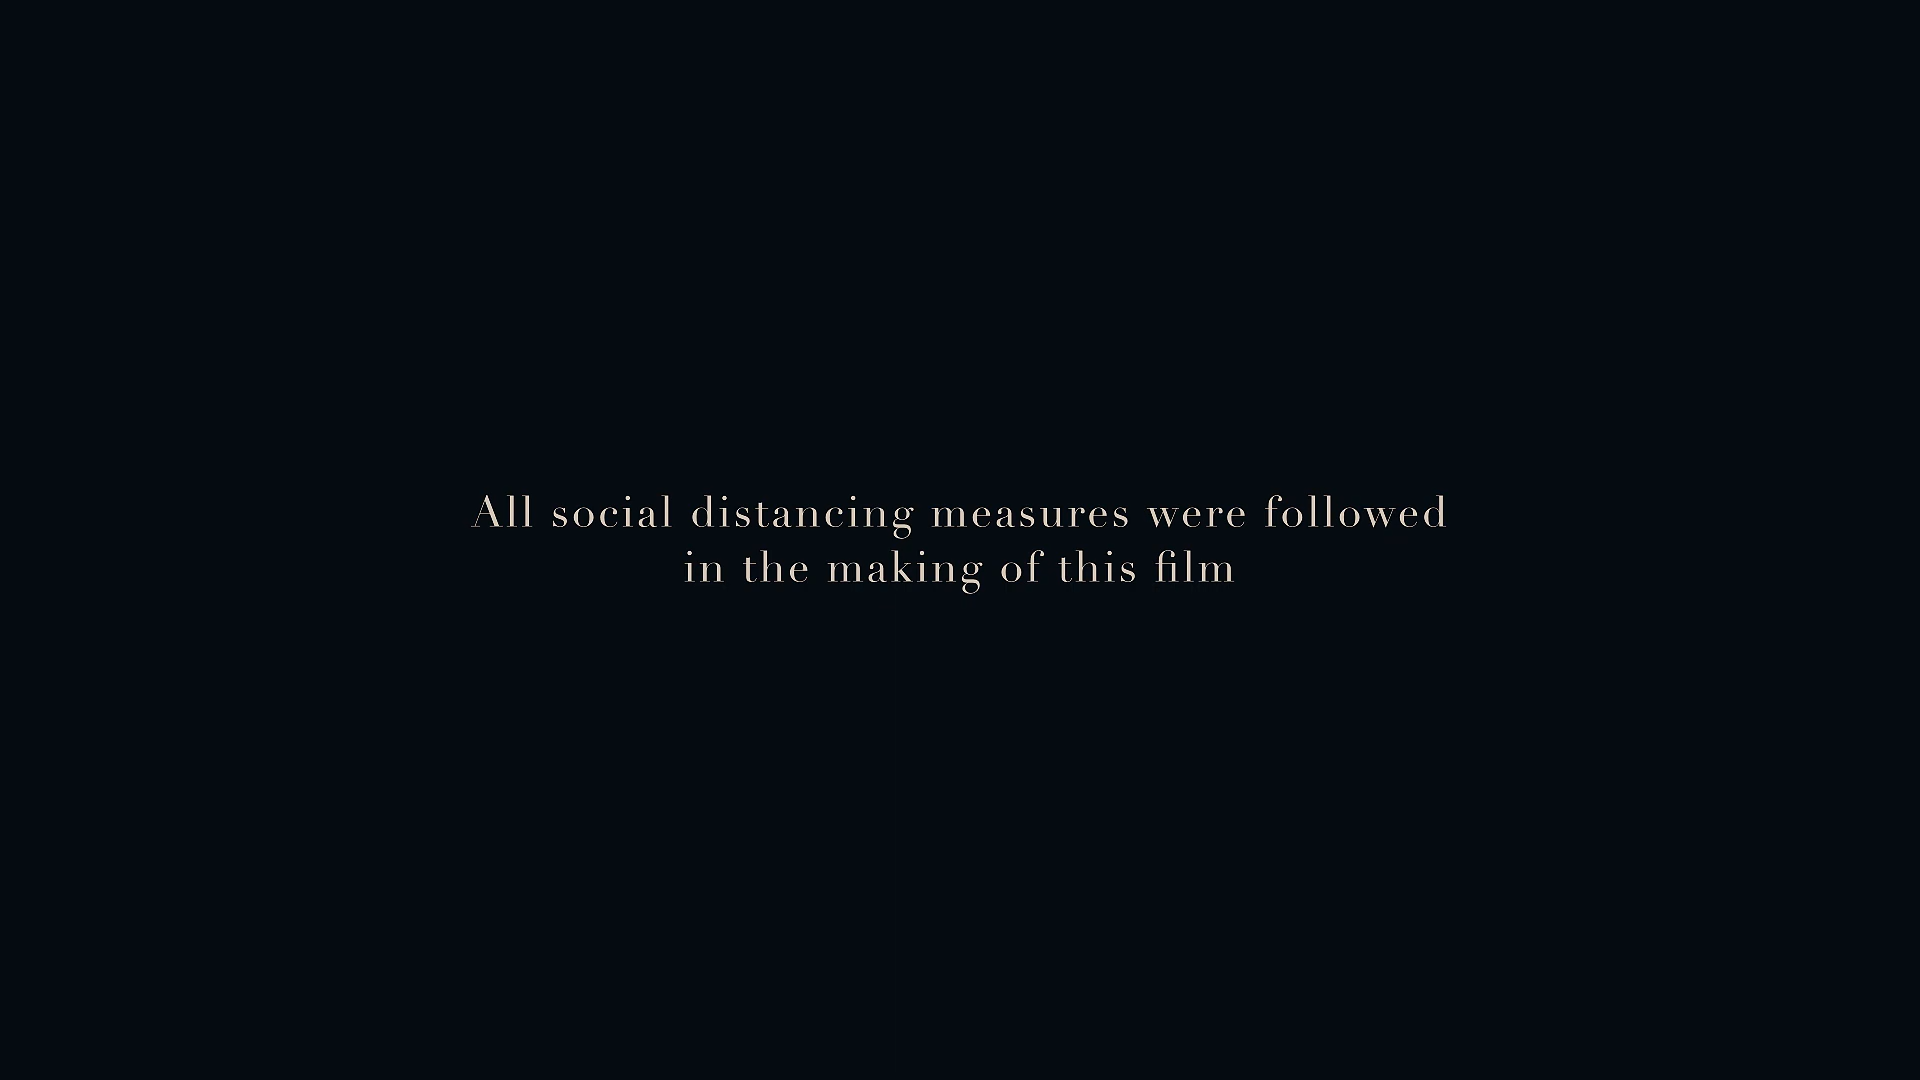 All social distancing measures were followed
in the making of this film